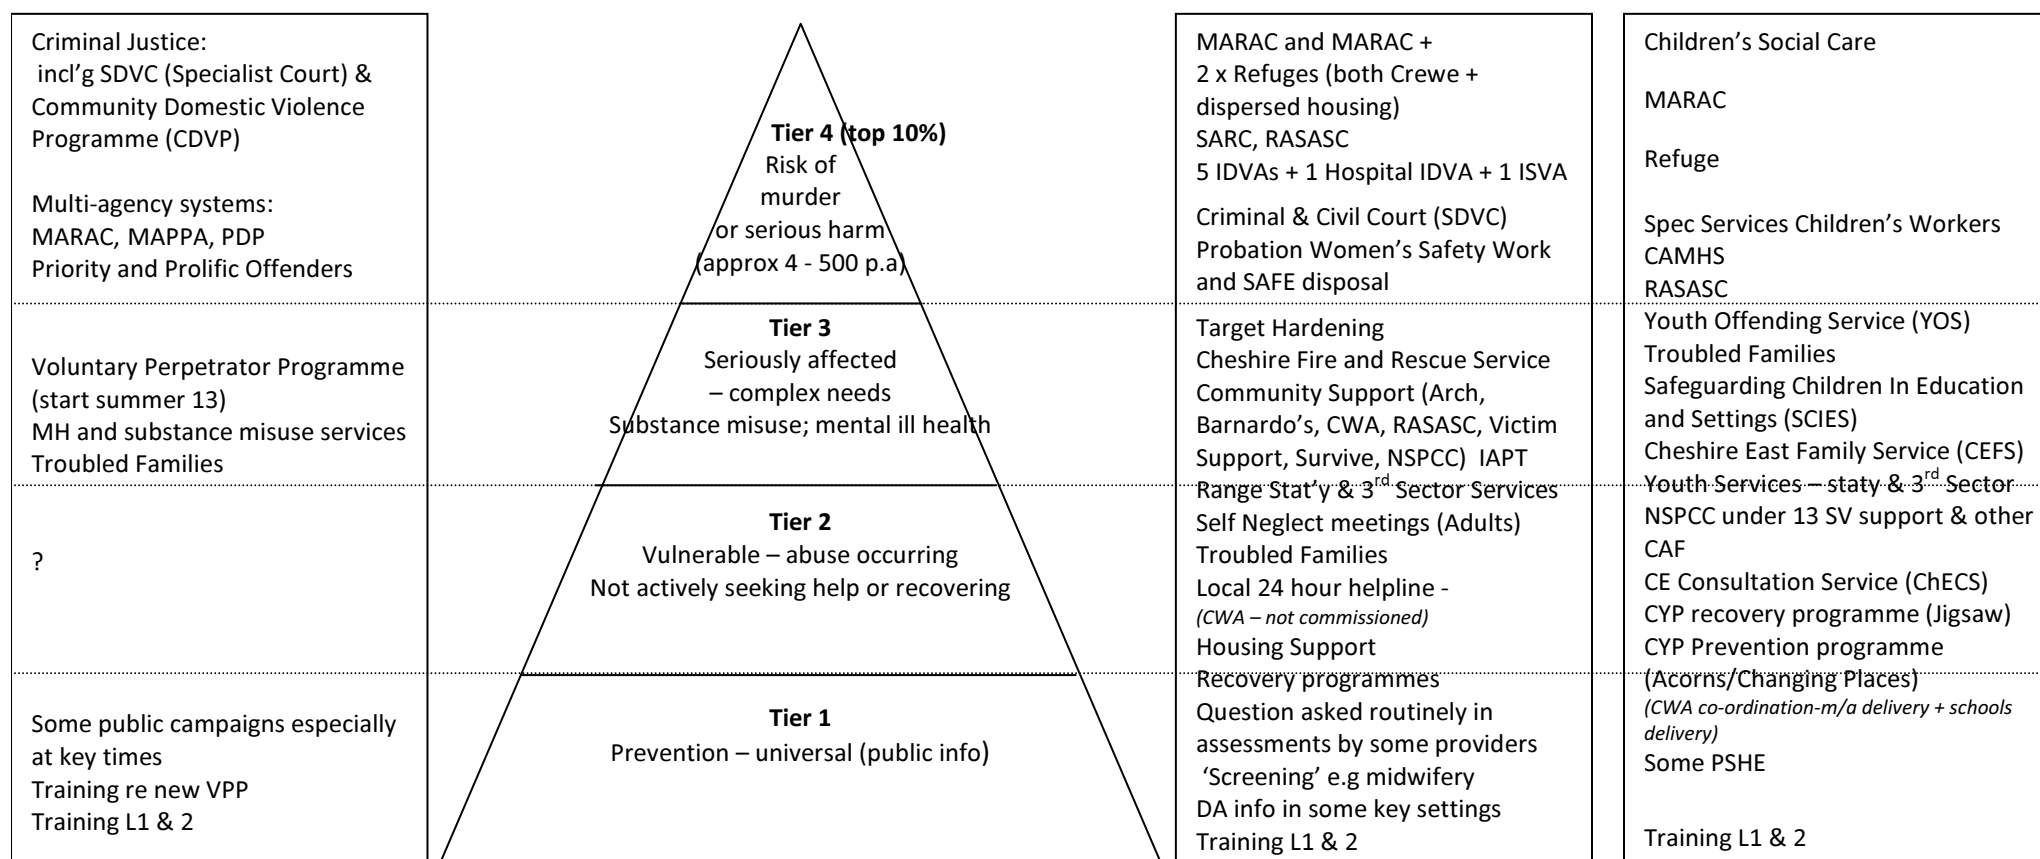 Criminal Justice:
incl’g SDVC (Specialist Court) &
Community Domestic Violence
Programme (CDVP)
Multi-agency systems:
MARAC, MAPPA, PDP
Priority and Prolific Offenders
Voluntary Perpetrator Programme
(start summer 13)
MH and substance misuse services
Troubled Families
?
Some public campaigns especially
at key times
Training re new VPP
Training L1 & 2
Tier 4 (top 10%)
Risk of
murder
or serious harm
(approx 4 - 500 p.a)
Tier 3
Seriously affected
– complex needs
Substance misuse; mental ill health
Tier 2
Vulnerable – abuse occurring
Not actively seeking help or recovering
Tier 1
Prevention – universal (public info)
MARAC and MARAC +
2 x Refuges (both Crewe +
dispersed housing)
SARC, RASASC
5 IDVAs + 1 Hospital IDVA + 1 ISVA
Criminal & Civil Court (SDVC)
Probation Women’s Safety Work
and SAFE disposal
Target Hardening
Cheshire Fire and Rescue Service
Community Support (Arch,
Barnardo’s, CWA, RASASC, Victim
Support, Survive, NSPCC)  IAPT
Range Stat’y & 3rd Sector Services
Self Neglect meetings (Adults)
Troubled Families
Local 24 hour helpline -
(CWA – not commissioned)
Housing Support
Recovery programmes
Question asked routinely in
assessments by some providers
‘Screening’ e.g midwifery
DA info in some key settings
Training L1 & 2
Children’s Social Care
MARAC
Refuge
Spec Services Children’s Workers
CAMHS
RASASC
Youth Offending Service (YOS)
Troubled Families
Safeguarding Children In Education
and Settings (SCIES)
Cheshire East Family Service (CEFS)
Youth Services – staty & 3rd Sector
NSPCC under 13 SV support & other
CAF
CE Consultation Service (ChECS)
CYP recovery programme (Jigsaw)
CYP Prevention programme
(Acorns/Changing Places)
(CWA co-ordination-m/a delivery + schools
delivery)
Some PSHE
Training L1 & 2